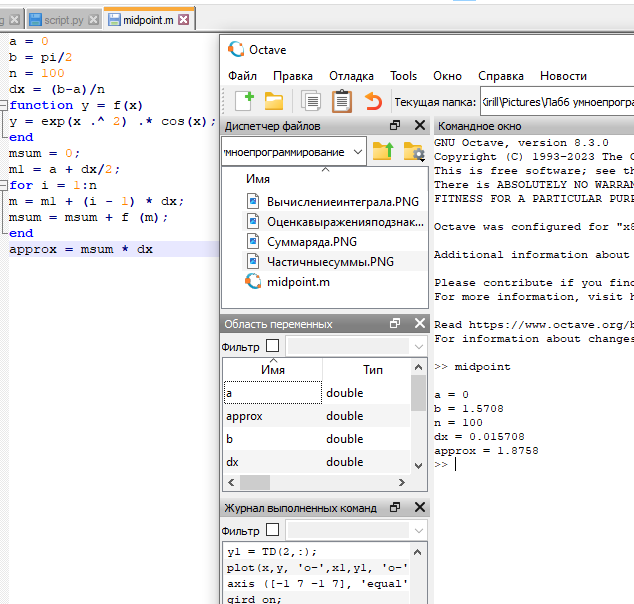 script.py
midpoint.m
a = 0
b = pi/2
n = 100
dx = (b-a)/n
function y = f(x)
y = exp(x .^ 2) .* cos(x);
end
msum = 0;
m1 = a + dx/2;
for i = 1:n
m = m1 + (i - 1) * dx;
msum = msum + f (m);
end
approx = msum * dx
Octave
Файл Правка Отладка Tools Окно Справка Новости
Текущая папка: Kirill\Pictures\Лабб умноепрогра
Диспетчер файлов
умноепрограммирование
Имя
Вычислениеинтеграла.PNG
Оценкавыраженияподзнак...
Суммаряда.PNG
Частичныесуммы.PNG
midpoint.m
Область переменных
Фильтр
Имя Тип
a double
approx double
b double
dx double
Журнал выполненных команд
Фильтр
y1 = TD(2,:);
plot(x,y, 'o-',x1,y1, 'o-'
axis ([-1 7 -1 7], 'equal'
gird on;
Командное окно
GNU Octave, version 8.3.0
Copyright (C) 1993-2023 The O
This is free software; see th
There is ABSOLUTELY NO WARRAN
FITNESS FOR A PARTICULAR PURP
Octave was configured for "x8
Additional information about
Please contribute if you find
For more information, visit h
Read https://www.octave.org/b
For information about changes
>> midpoint
a = 0
b = 1.5708
n = 100
dx = 0.015708
approx = 1.8758
>>